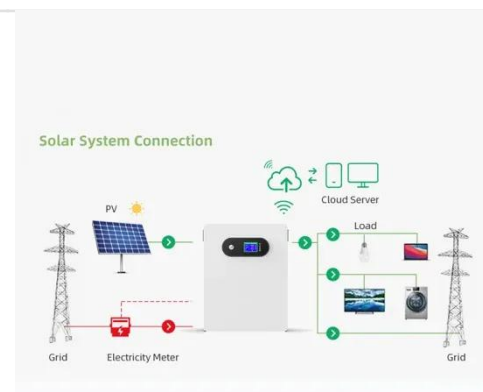 Solar System Connection
Cloud Server
PV
Load
Grid
Electricity Meter
Grid